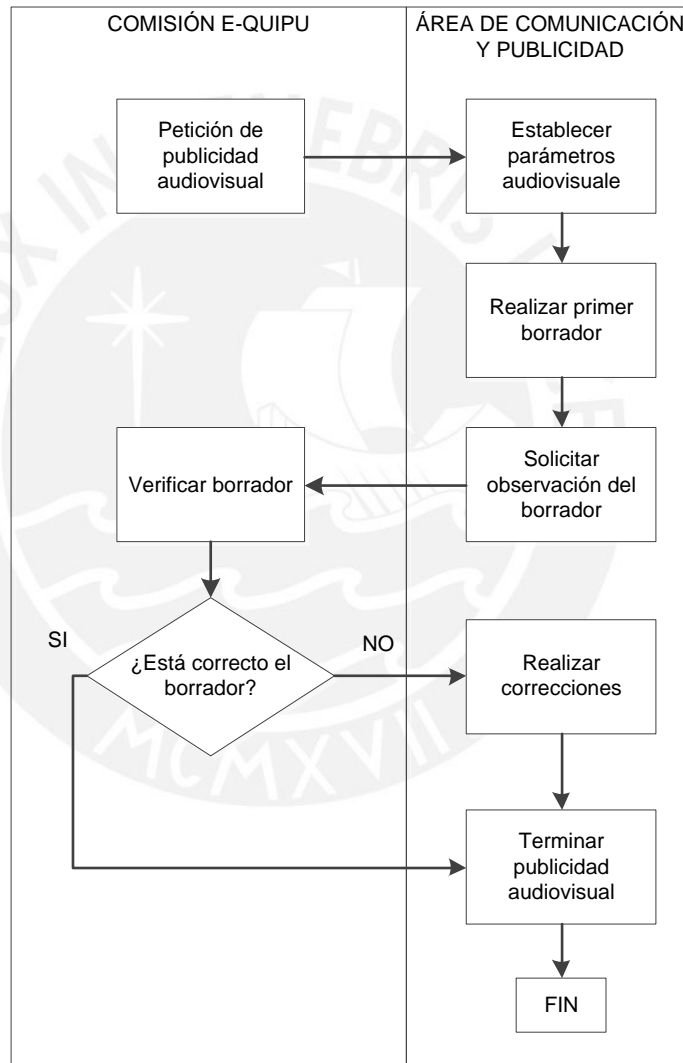 COMISIÓN E-QUIPU
ÁREA DE COMUNICACIÓN
Y PUBLICIDAD
Petición de
publicidad
audiovisual
Establecer
parámetros
audiovisuale
Realizar primer
borrador
Verificar borrador
Solicitar
observación del
borrador
SI
¿Está correcto el
borrador?
NO
Realizar
correcciones
Terminar
publicidad
audiovisual
FIN
MCMXVII